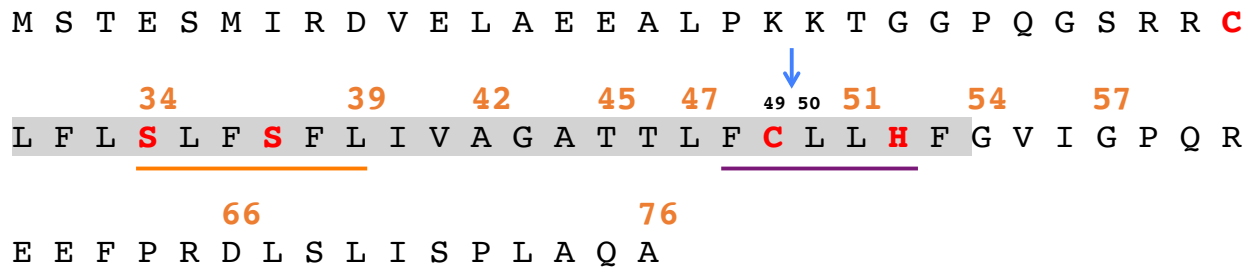 M S T E S M I R D V E L A E E A L P K K T G G P Q G S R R C
34 39 42 45 47 49 50 51 54 57
L F L S L F S F L I V A G A T T L F C L L H F G V I G P Q R
66 76
E E F P R D L S L I S P L A Q A